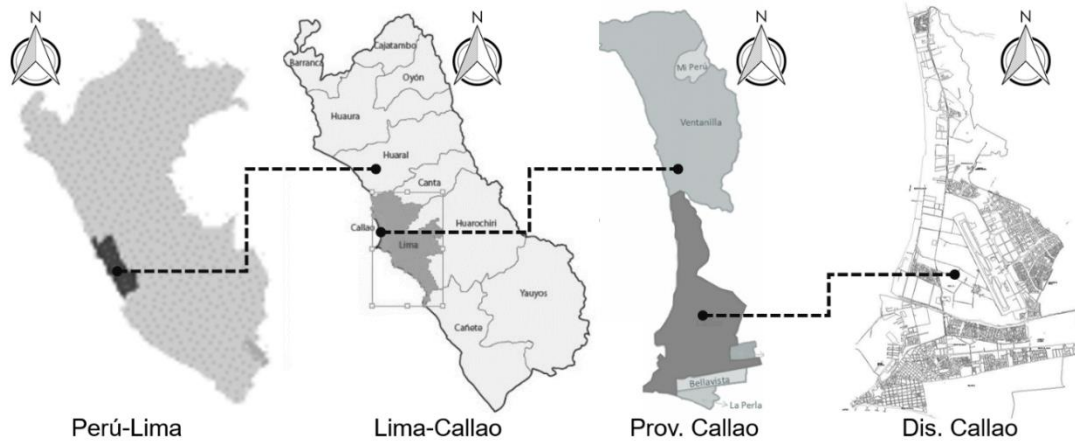 N
N
N
N
Cajatambo
Barranca
Oyón
Huaura
Huaral
Canta
Callao
Huarochiri
Lima
Yauyos
Cañete
Mi Perú
Ventanilla
Bellavista
La Perla
Perú-Lima
Lima-Callao
Prov. Callao
Dis. Callao